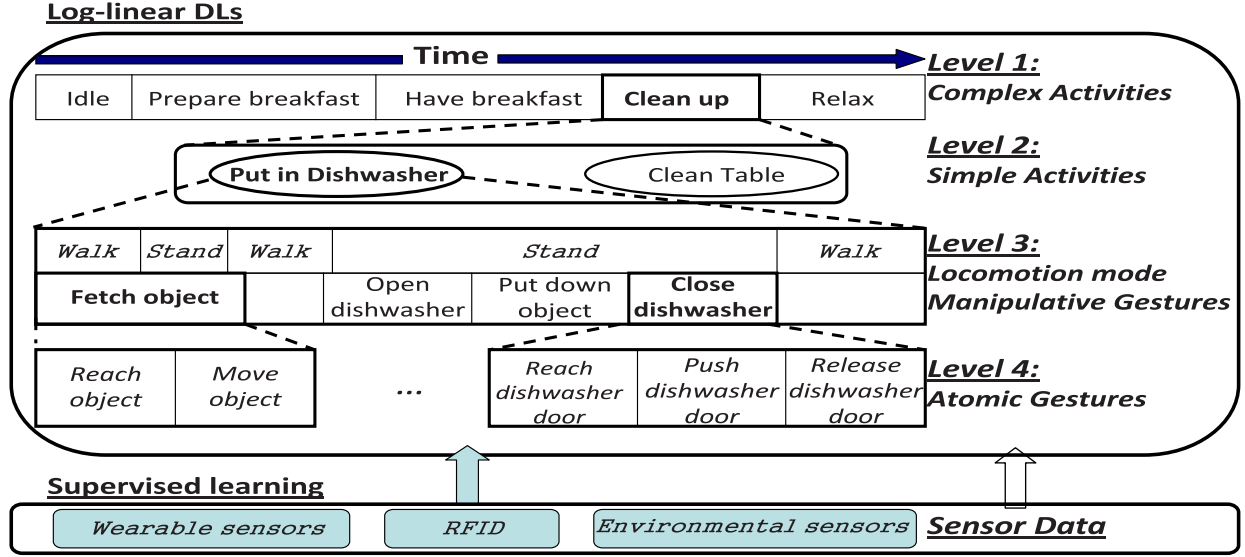 Log-linear DLs
Time
Level 1:
Idle
Prepare breakfast
Have breakfast
Clean up
Relax
Complex Activities
Level 2:
Put in Dishwasher
Clean Table
Simple Activities
Walk
Stand
Walk
Stand
Walk
Level 3:
Locomotion mode
Fetch object
Open
dishwasher
Put down
object
Close
dishwasher
Manipulative Gestures
Reach
object
Move
object
...
Reach
dishwasher
door
Push
dishwasher
door
Release
dishwasher
door
Level 4:
Atomic Gestures
Supervised learning
Wearable sensors
RFID
Environmental sensors
Sensor Data